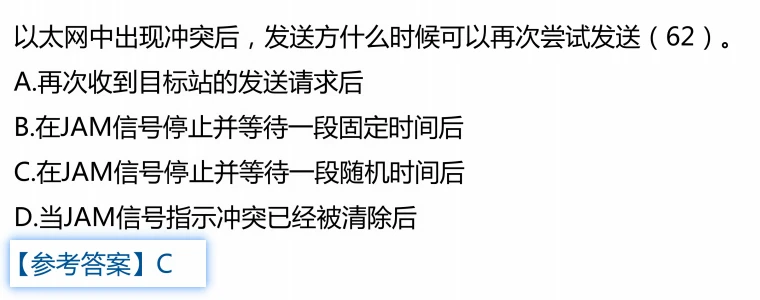 以太网中出现冲突后，发送方什么时候可以再次尝试发送（62）。
A.再次收到目标站的发送请求后
B.在JAM信号停止并等待一段固定时间后
C.在JAM信号停止并等待一段随机时间后
D.当JAM信号指示冲突已经被清除后
【参考答案】C